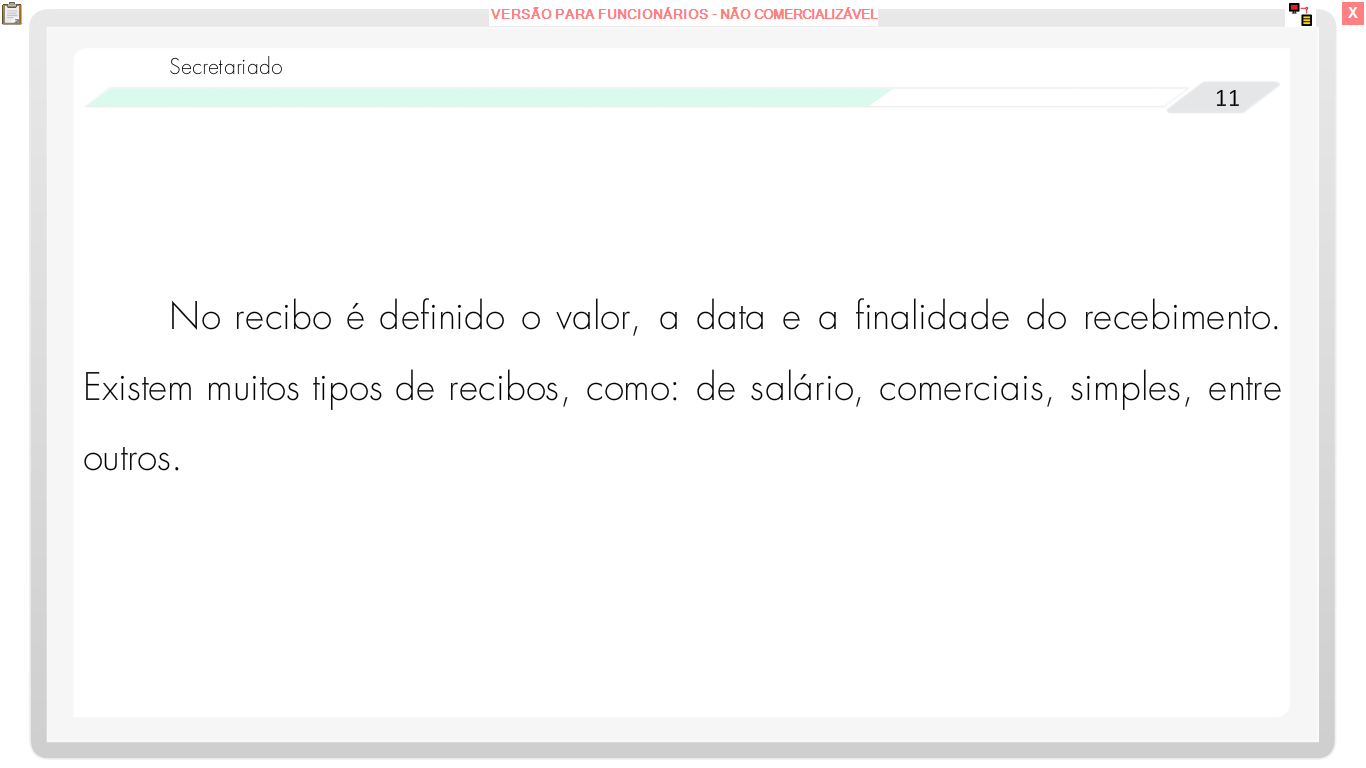 VERSÃO PARA FUNCIONÁRIOS - NÃO COMERCIALIZÁVEL
X
Secretariado
11
No recibo é definido o valor, a data e a finalidade do recebimento.
Existem muitos tipos de recibos, como: de salário, comerciais, simples, entre
outros.